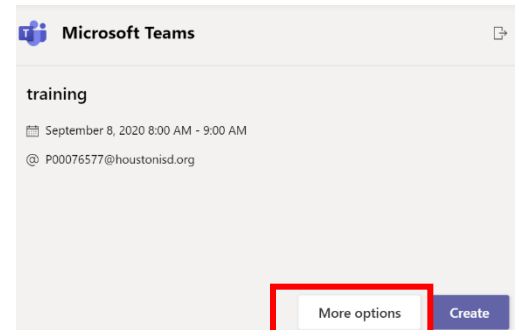 Microsoft Teams
training
September 8, 2020 8:00 AM - 9:00 AM
@ P00076577@houstonisd.org
More options Create